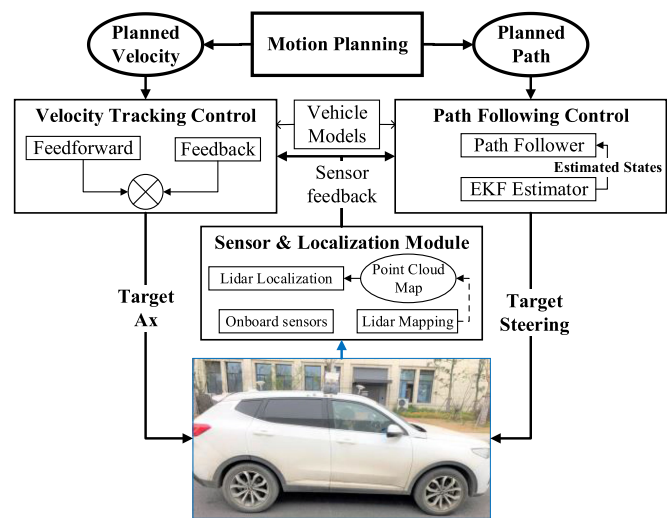 Planned
Velocity
Motion Planning
Planned
Path
Velocity Tracking Control
Feedforward
Feedback
Vehicle
Models
Path Following Control
Path Follower
Estimated States
EKF Estimator
Sensor
feedback
Sensor & Localization Module
Lidar Localization
Point Cloud
Map
Onboard sensors
Lidar Mapping
Target
Ax
Target
Steering